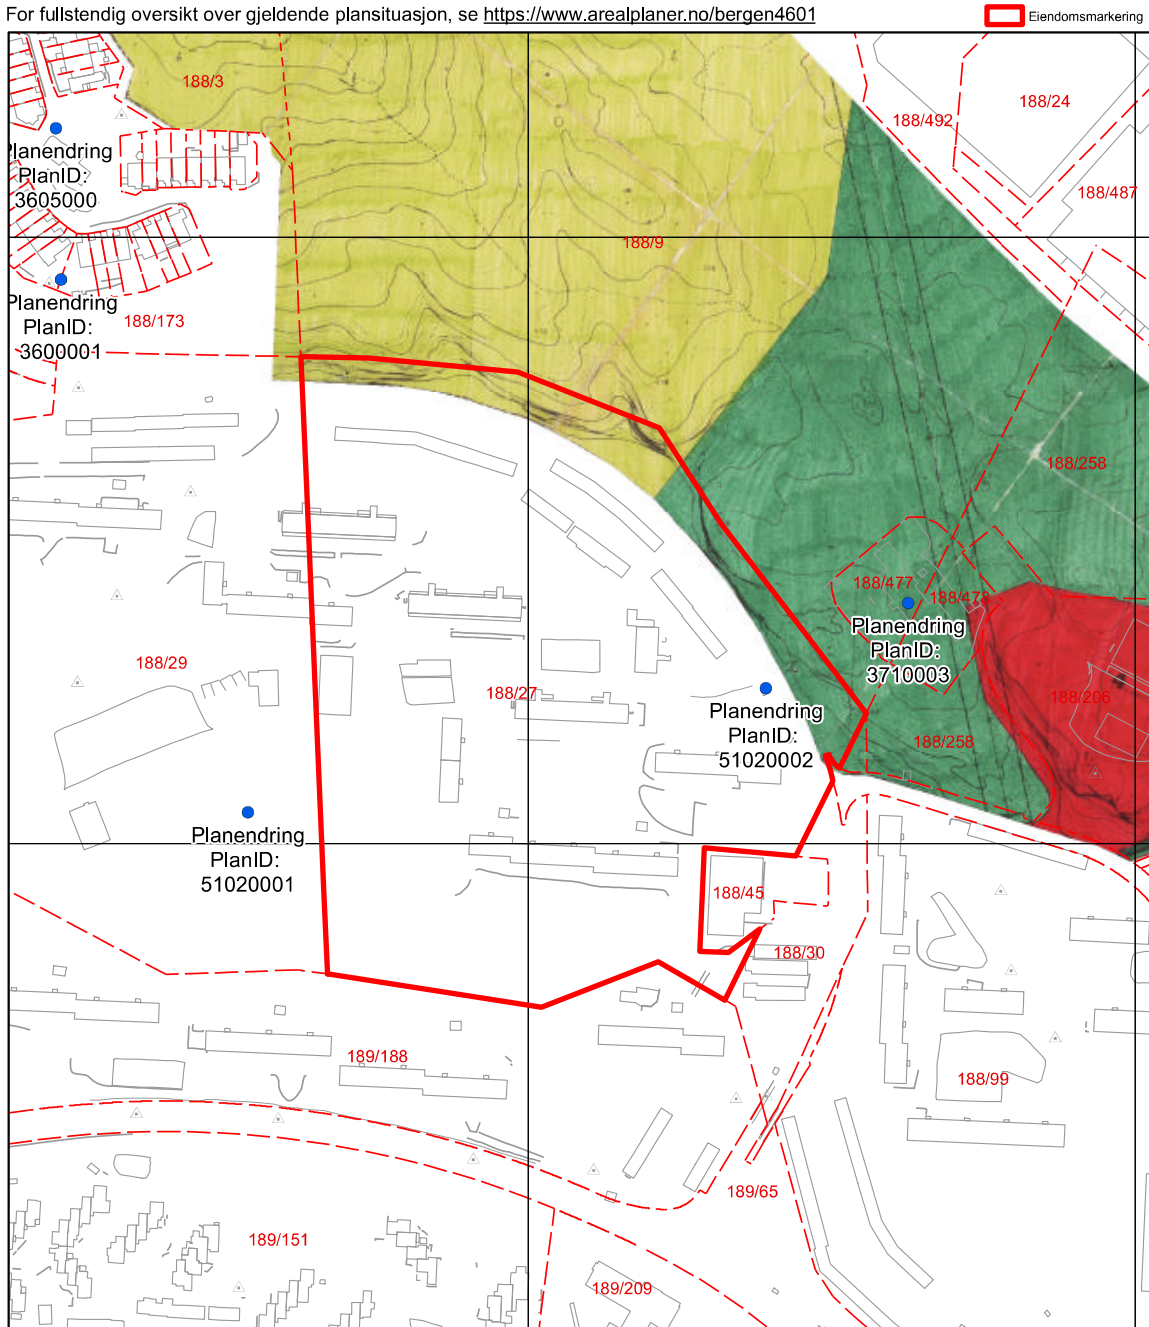 For fullstendig oversikt over gjeldende plansituasjon, se https://www.arealplaner.no/bergen4601
Eiendomsmarkering
188/3
188/24
188/492
Planendring
PlanID:
3605000
188/487
188/9
Planendring
PlanID:
3600001
188/173
188/258
188/477
188/478
Planendring
PlanID:
3710003
188/29
188/27
188/206
Planendring
PlanID:
51020002
188/258
Planendring
PlanID:
51020001
188/45
188/30
189/188
188/99
189/65
189/151
189/209